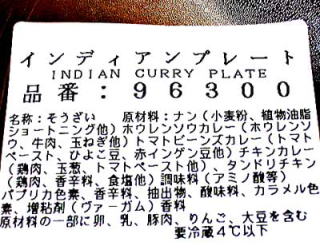 インディアンプレート
INDIAN CURRY PLATE
品番:96300
名称:そうざい 原材料:ナン(小麦粉、植物油脂
ショートニング他)ホウレンソウカレー(ホウレンソ
ウ、牛肉、玉ねぎ他)トマトビーンズカレー(トマト
ペースト、ひよこ豆、赤インゲン豆他)チキンカレー
(鶏肉、玉葱、トマトペースト他)、タンドリチキン
(鶏肉、香辛料、食塩他)調味料(アミノ酸等)
パプリカ色素、香辛料、抽出物、酸味料、カラメル色
素、増粘剤(ヴァーガム)香料
原材料の一部に卵、乳、豚肉、りんご、大豆を含む
要冷蔵4℃以下